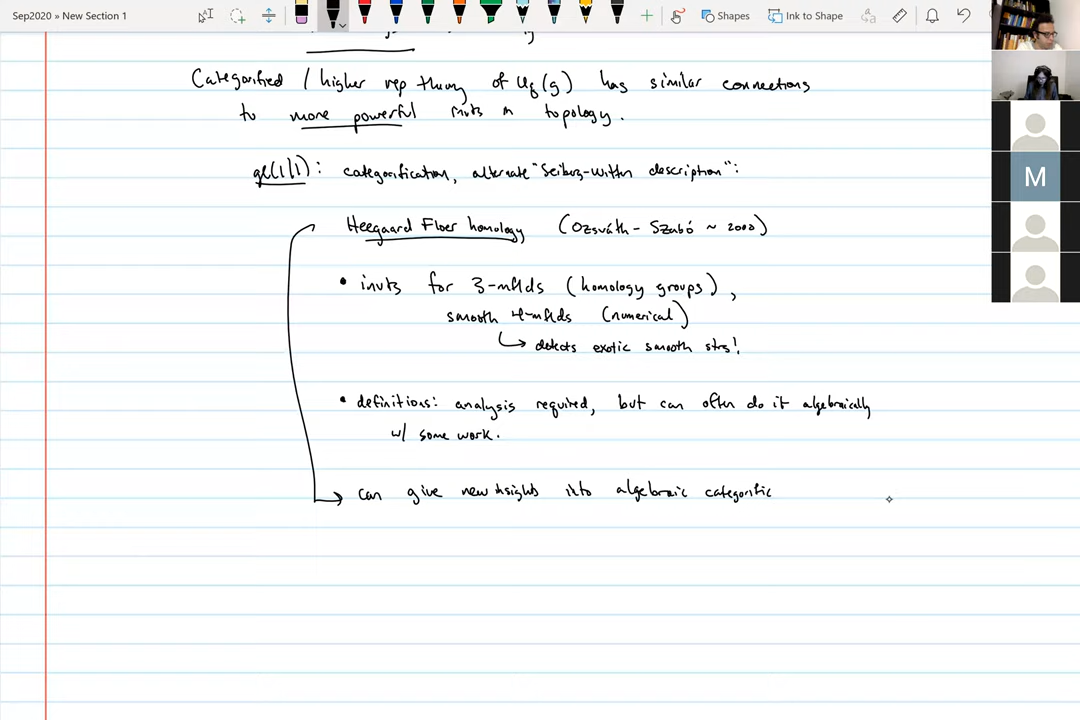 Sep2020 » New Section 1
Shapes
Ink to Shape
Categorified / higher rep theory of Uq(g) has similar connections
to more powerful invts in topology.
gl(1|1): categorification, alternate "Seiberg-Witten description":
Heegaard Floer homology (Ozsváth-Szabó ~ 2000)
• invts for 3-mflds (homology groups),
smooth 4-mflds (numerical)
↳ detects exotic smooth strs!
• definitions: analysis required, but can often do it algebraically
w/ some work.
→ can give new insights into algebraic categorific
M